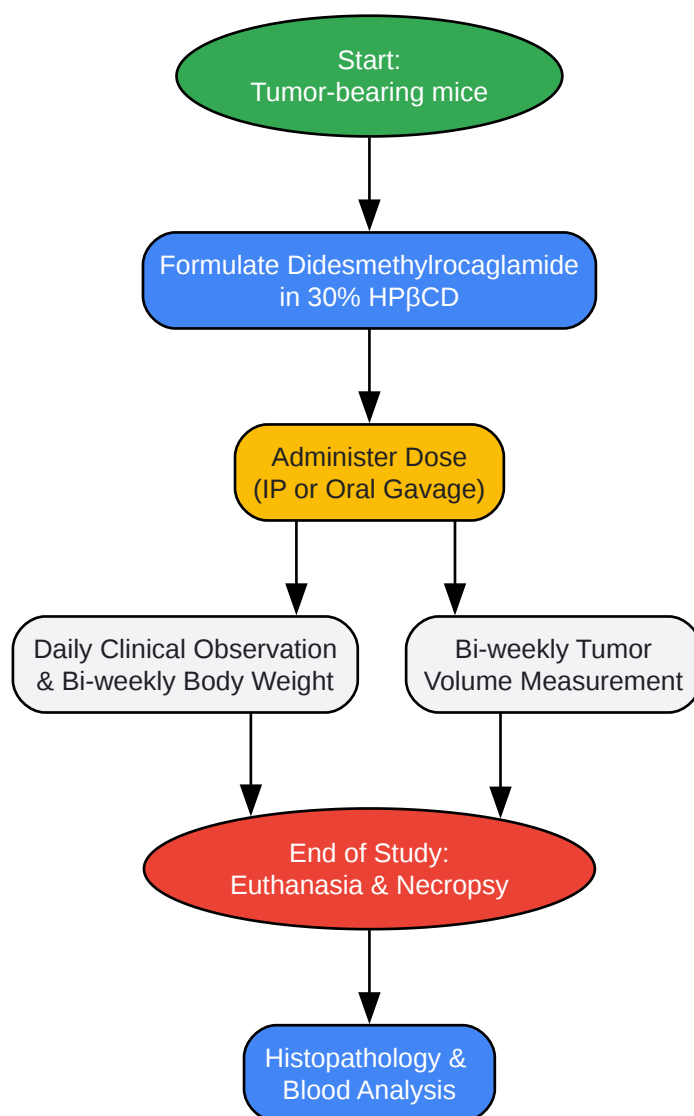 Start:
Tumor-bearing mice
Formulate Didesmethylrocaglamide
in 30% HPβCD
Administer Dose
(IP or Oral Gavage)
Daily Clinical Observation
& Bi-weekly Body Weight
Bi-weekly Tumor
Volume Measurement
End of Study:
Euthanasia & Necropsy
Histopathology &
Blood Analysis